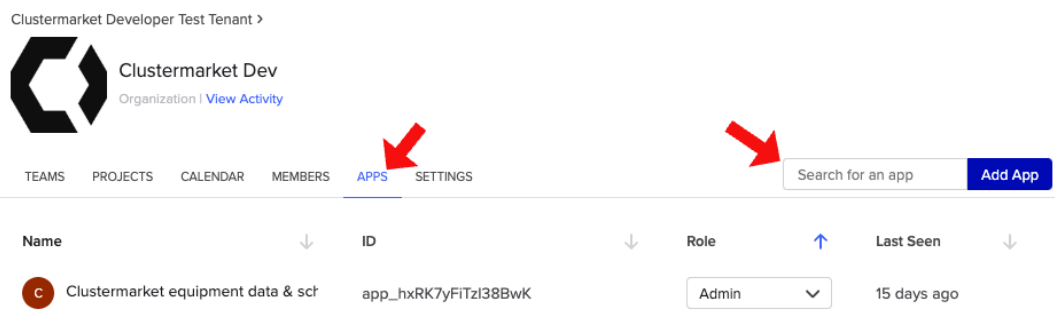 Clustermarket Developer Test Tenant >
Clustermarket Dev
Organization | View Activity
TEAMS PROJECTS CALENDAR MEMBERS APPS SETTINGS Search for an app Add App
Name ID Role Last Seen
C Clustermarket equipment data & sch app_hxRK7yFiTzI38BwK Admin 15 days ago